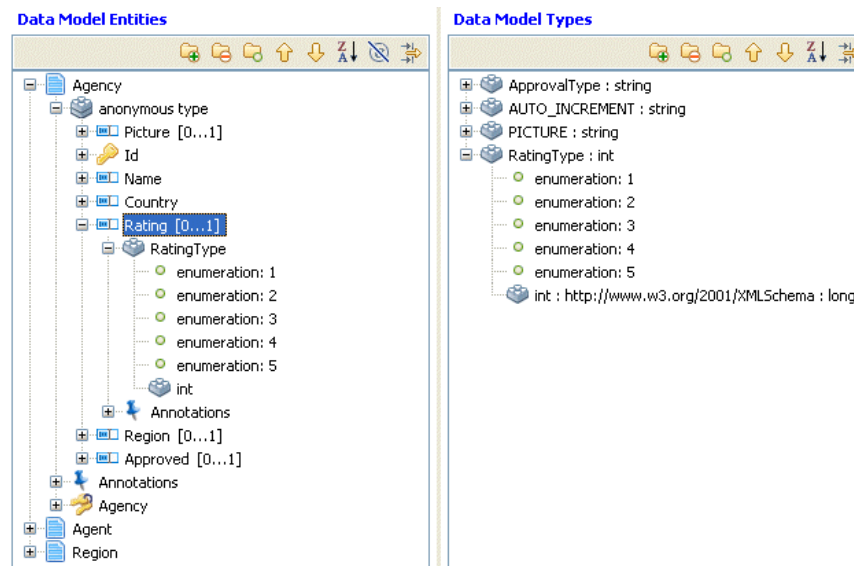 Data Model Entities
Agency
anonymous type
Picture [0...1]
Id
Name
Country
Rating [0...1]
RatingType
enumeration: 1
enumeration: 2
enumeration: 3
enumeration: 4
enumeration: 5
int
Annotations
Region [0...1]
Approved [0...1]
Annotations
Agency
Agent
Region
Data Model Types
ApprovalType : string
AUTO_INCREMENT : string
PICTURE : string
RatingType : int
enumeration: 1
enumeration: 2
enumeration: 3
enumeration: 4
enumeration: 5
int : http://www.w3.org/2001/XMLSchema : long